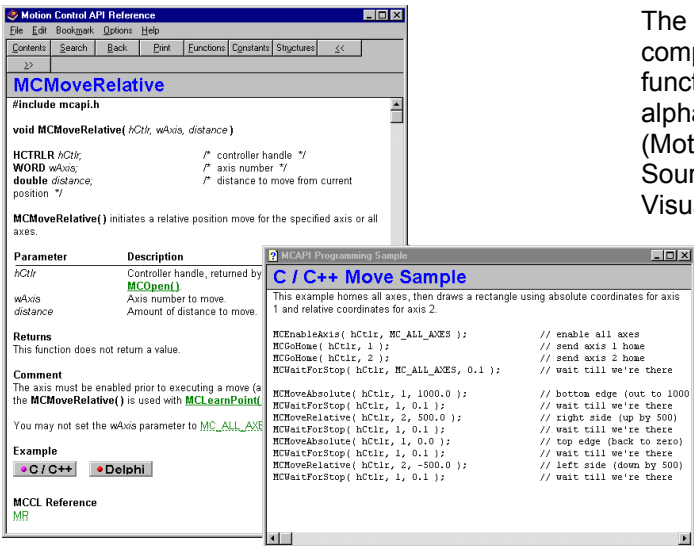 Motion Control API Reference
File Edit Bookmark Options Help
Contents Search Back Print Functions Constants Structures <<
>>
MCMoveRelative
#include mcapi.h
void MCMoveRelative( hCtlr, wAxis, distance )
HCTRLR hCtlr; /* controller handle */
WORD wAxis; /* axis number */
double distance; /* distance to move from current
position */
MCMoveRelative( ) initiates a relative position move for the specified axis or all
axes.
Parameter Description
hCtlr Controller handle, returned by
MCOpen().
wAxis Axis number to move.
distance Amount of distance to move.
Returns
This function does not return a value.
Comment
The axis must be enabled prior to executing a move (a
the MCMoveRelative( ) is used with MCLearnPoint(
You may not set the wAxis parameter to MC_ALL_AXE
Example
C / C++ Delphi
MCCL Reference
MR
MCAPI Programming Sample
C / C++ Move Sample
This example homes all axes, then draws a rectangle using absolute coordinates for axis
1 and relative coordinates for axis 2.
MCEnableAxis( hCtlr, MC_ALL_AXES ); // enable all axes
MCGoHome( hCtlr, 1 ); // send axis 1 home
MCGoHome( hCtlr, 2 ); // send axis 2 home
MCWaitForStop( hCtlr, MC_ALL_AXES, 0.1 ); // wait till we're there
MCMoveAbsolute( hCtlr, 1, 1000.0 ); // bottom edge (out to 1000
MCWaitForStop( hCtlr, 1, 0.1 ); // wait till we're there
MCMoveRelative( hCtlr, 2, 500.0 ); // right side (up by 500)
MCWaitForStop( hCtlr, 1, 0.1 ); // wait till we're there
MCMoveAbsolute( hCtlr, 1, 0.0 ); // top edge (back to zero)
MCWaitForStop( hCtlr, 1, 0.1 ); // wait till we're there
MCMoveRelative( hCtlr, 2, -500.0 ); // left side (down by 500)
MCWaitForStop( hCtlr, 1, 0.1 ); // wait till we're there
The
(Mot